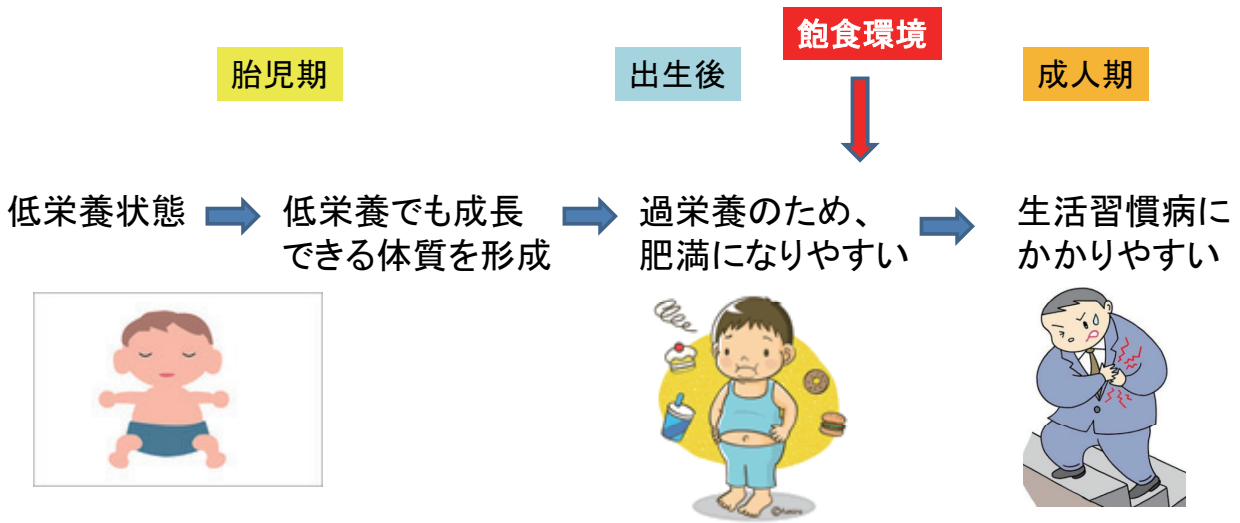 飽食環境
胎児期
出生後
成人期
低栄養状態
低栄養でも成長
できる体質を形成
過栄養のため、
肥満になりやすい
生活習慣病に
かかりやすい